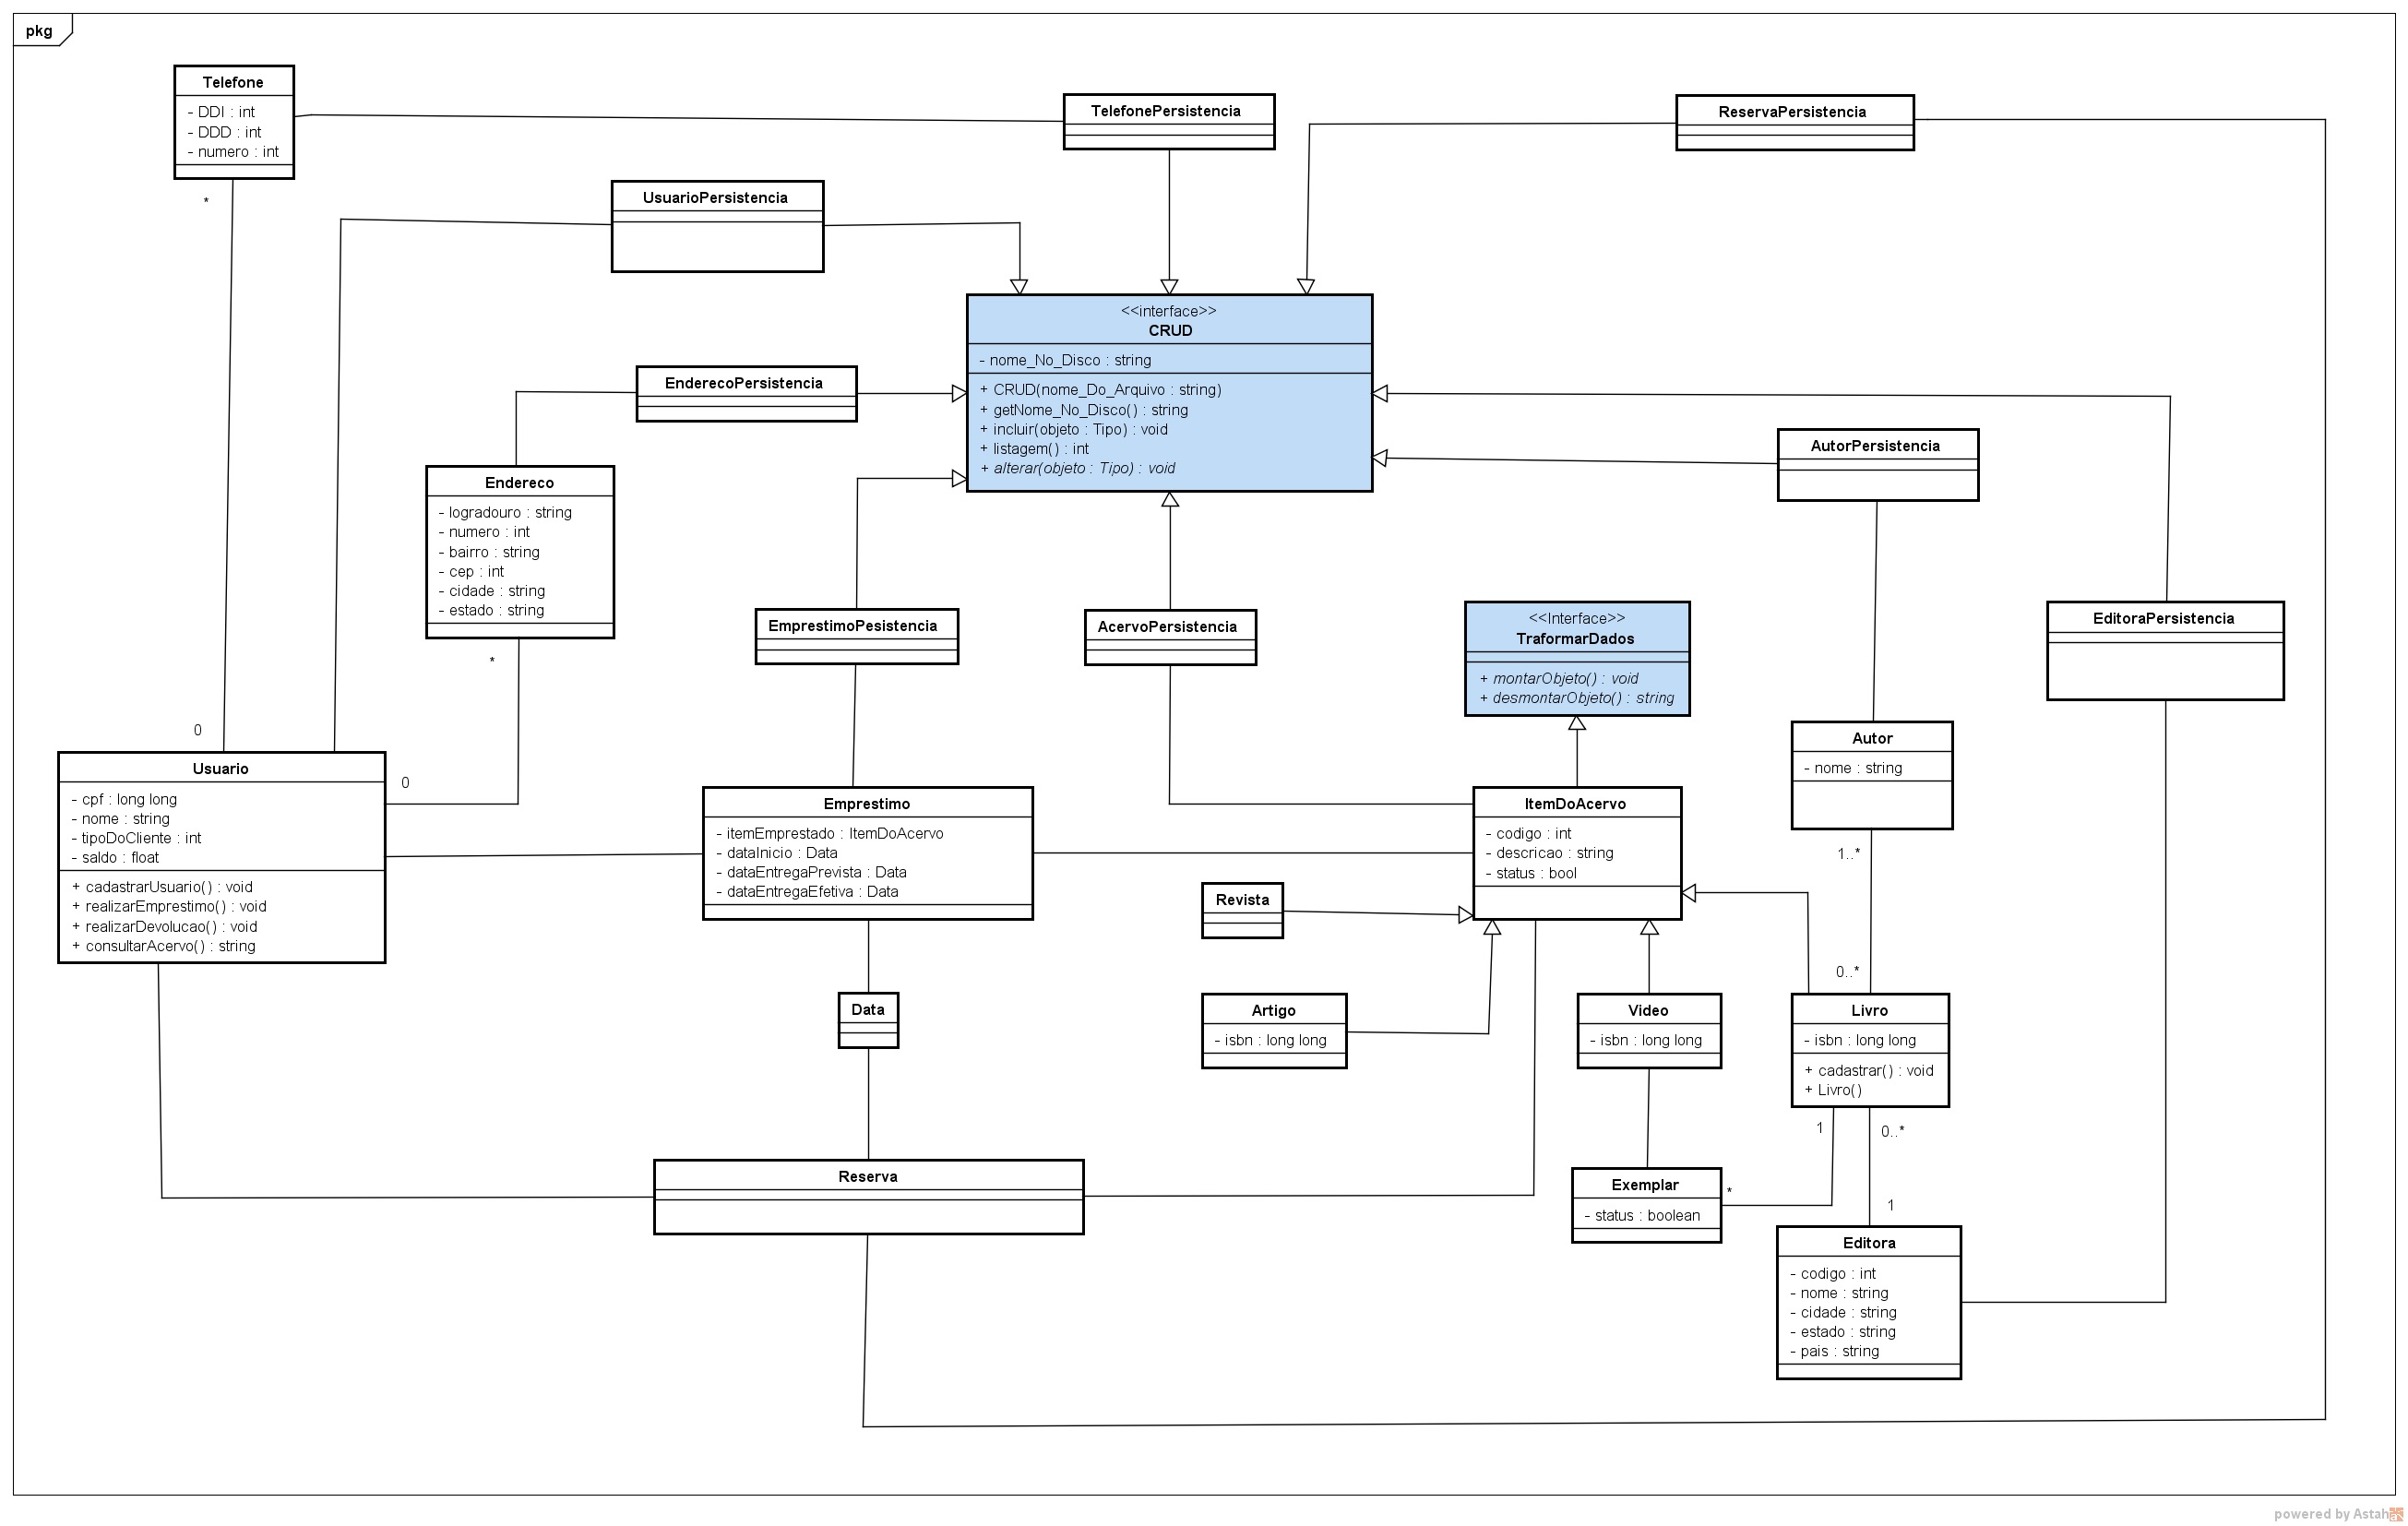 pkg
Telefone
- DDI : int
- DDD : int
- numero : int
*
TelefonePersistencia
ReservaPersistencia
UsuarioPersistencia
<<interface>>
CRUD
- nome_No_Disco : string
+ CRUD(nome_Do_Arquivo : string)
+ getNome_No_Disco() : string
+ incluir(objeto : Tipo) : void
+ listagem() : int
+ alterar(objeto : Tipo) : void
EnderecoPersistencia
AutorPersistencia
Endereco
- logradouro : string
- numero : int
- bairro : string
- cep : int
- cidade : string
- estado : string
*
EmprestimoPesistencia
AcervoPersistencia
<<Interface>>
TraformarDados
+ montarObjeto() : void
+ desmontarObjeto() : string
EditoraPersistencia
0
0
Usuario
- cpf : long long
- nome : string
- tipoDoCliente : int
- saldo : float
+ cadastrarUsuario() : void
+ realizarEmprestimo() : void
+ realizarDevolucao() : void
+ consultarAcervo() : string
Emprestimo
- itemEmprestado : ItemDoAcervo
- dataInicio : Data
- dataEntregaPrevista : Data
- dataEntregaEfetiva : Data
ItemDoAcervo
- codigo : int
- descricao : string
- status : bool
Autor
- nome : string
1..*
0..*
Revista
Data
Artigo
- isbn : long long
Video
- isbn : long long
Livro
- isbn : long long
+ cadastrar() : void
+ Livro()
1
0..*
Reserva
Exemplar
- status : boolean
*
1
Editora
- codigo : int
- nome : string
- cidade : string
- estado : string
- pais : string
powered by Astah